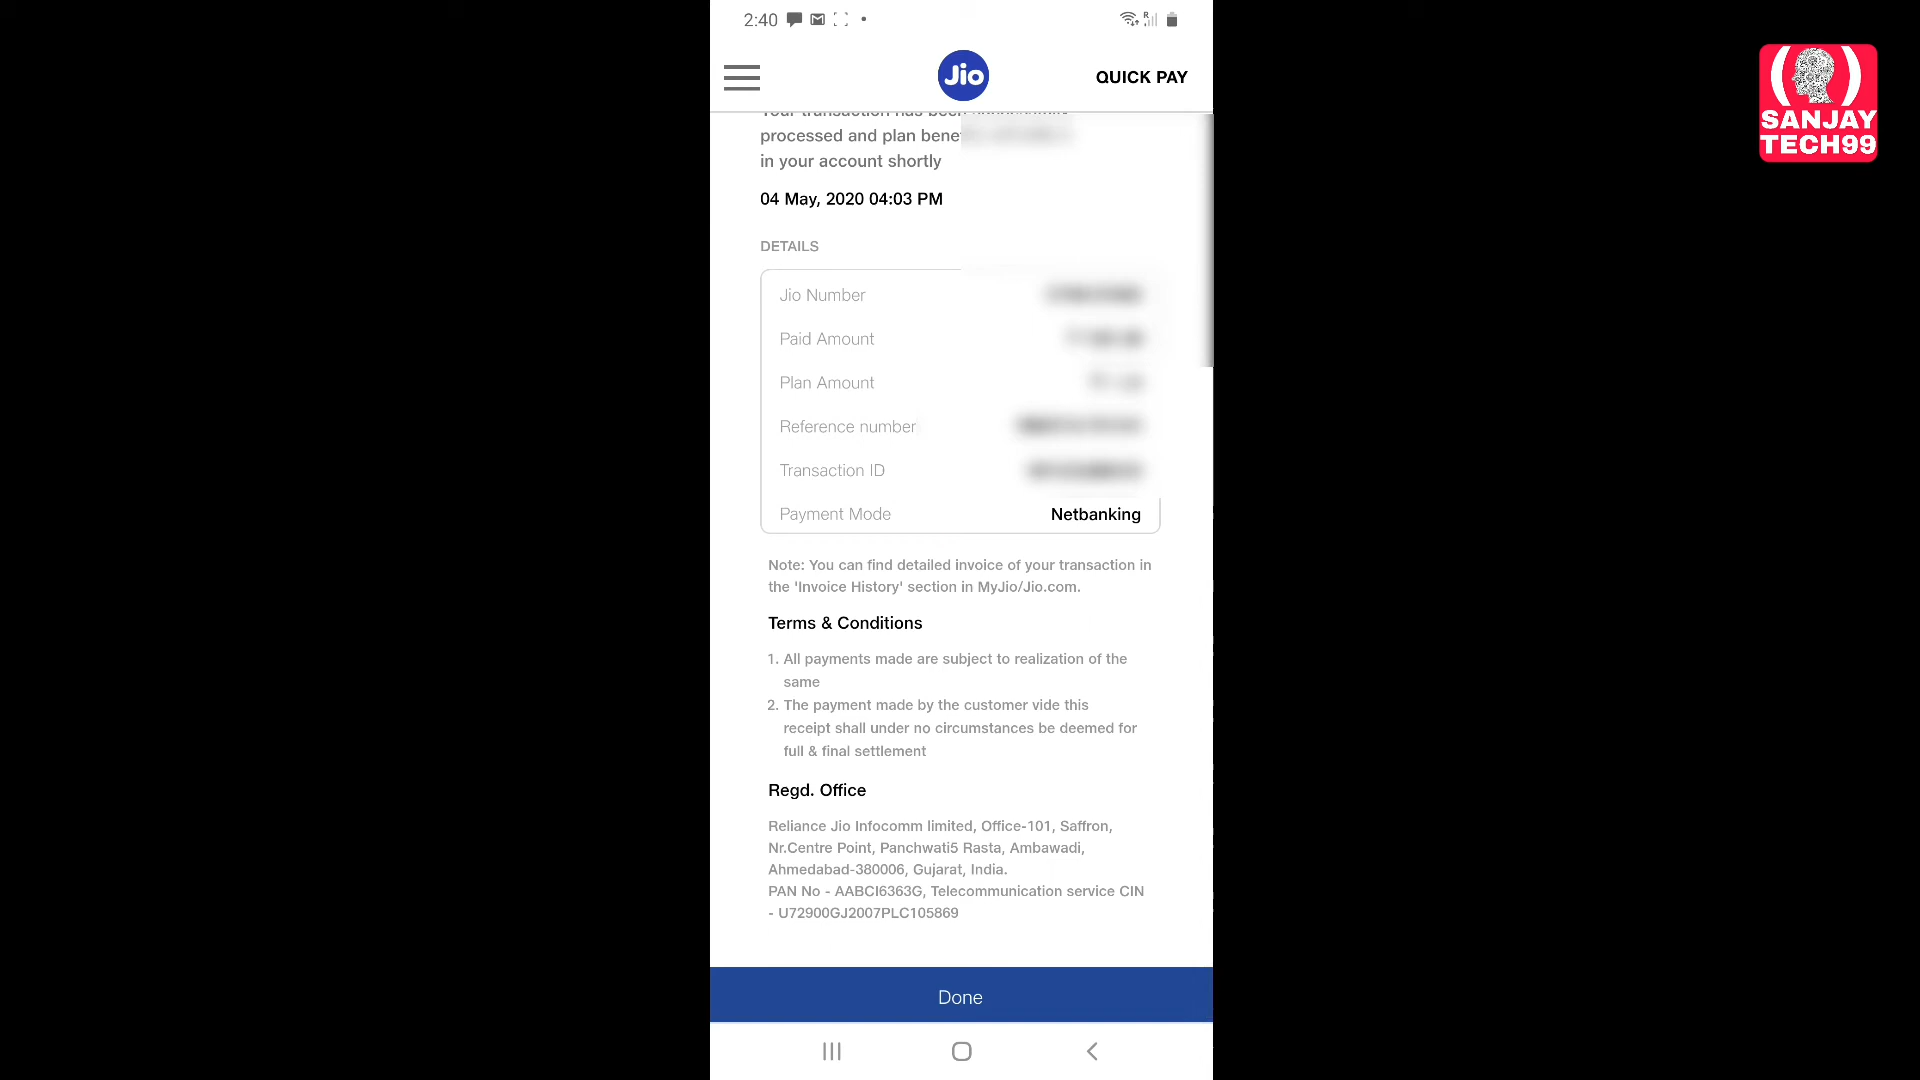 2:40
Jio
QUICK PAY
SANJAY
TECH99
Your transaction has been
processed and plan
in your account shortly
04 May, 2020 04:03 PM
DETAILS
Jio Number
Paid Amount
Plan Amount
Reference number
Transaction ID
Payment Mode Netbanking
Note: You can find detailed invoice of your transaction in
the 'Invoice History' section in MyJio/Jio.com.
Terms & Conditions
1. All payments made are subject to realization of the
same
2. The payment made by the customer vide this
receipt shall under no circumstances be deemed for
full & final settlement
Regd. Office
Reliance Jio Infocomm limited, Office-101, Saffron,
Nr.Centre Point, Panchwati5 Rasta, Ambawadi,
Ahmedabad-380006, Gujarat, India.
PAN No - AABCI6363G, Telecommunication service CIN
- U72900GJ2007PLC105869
Done